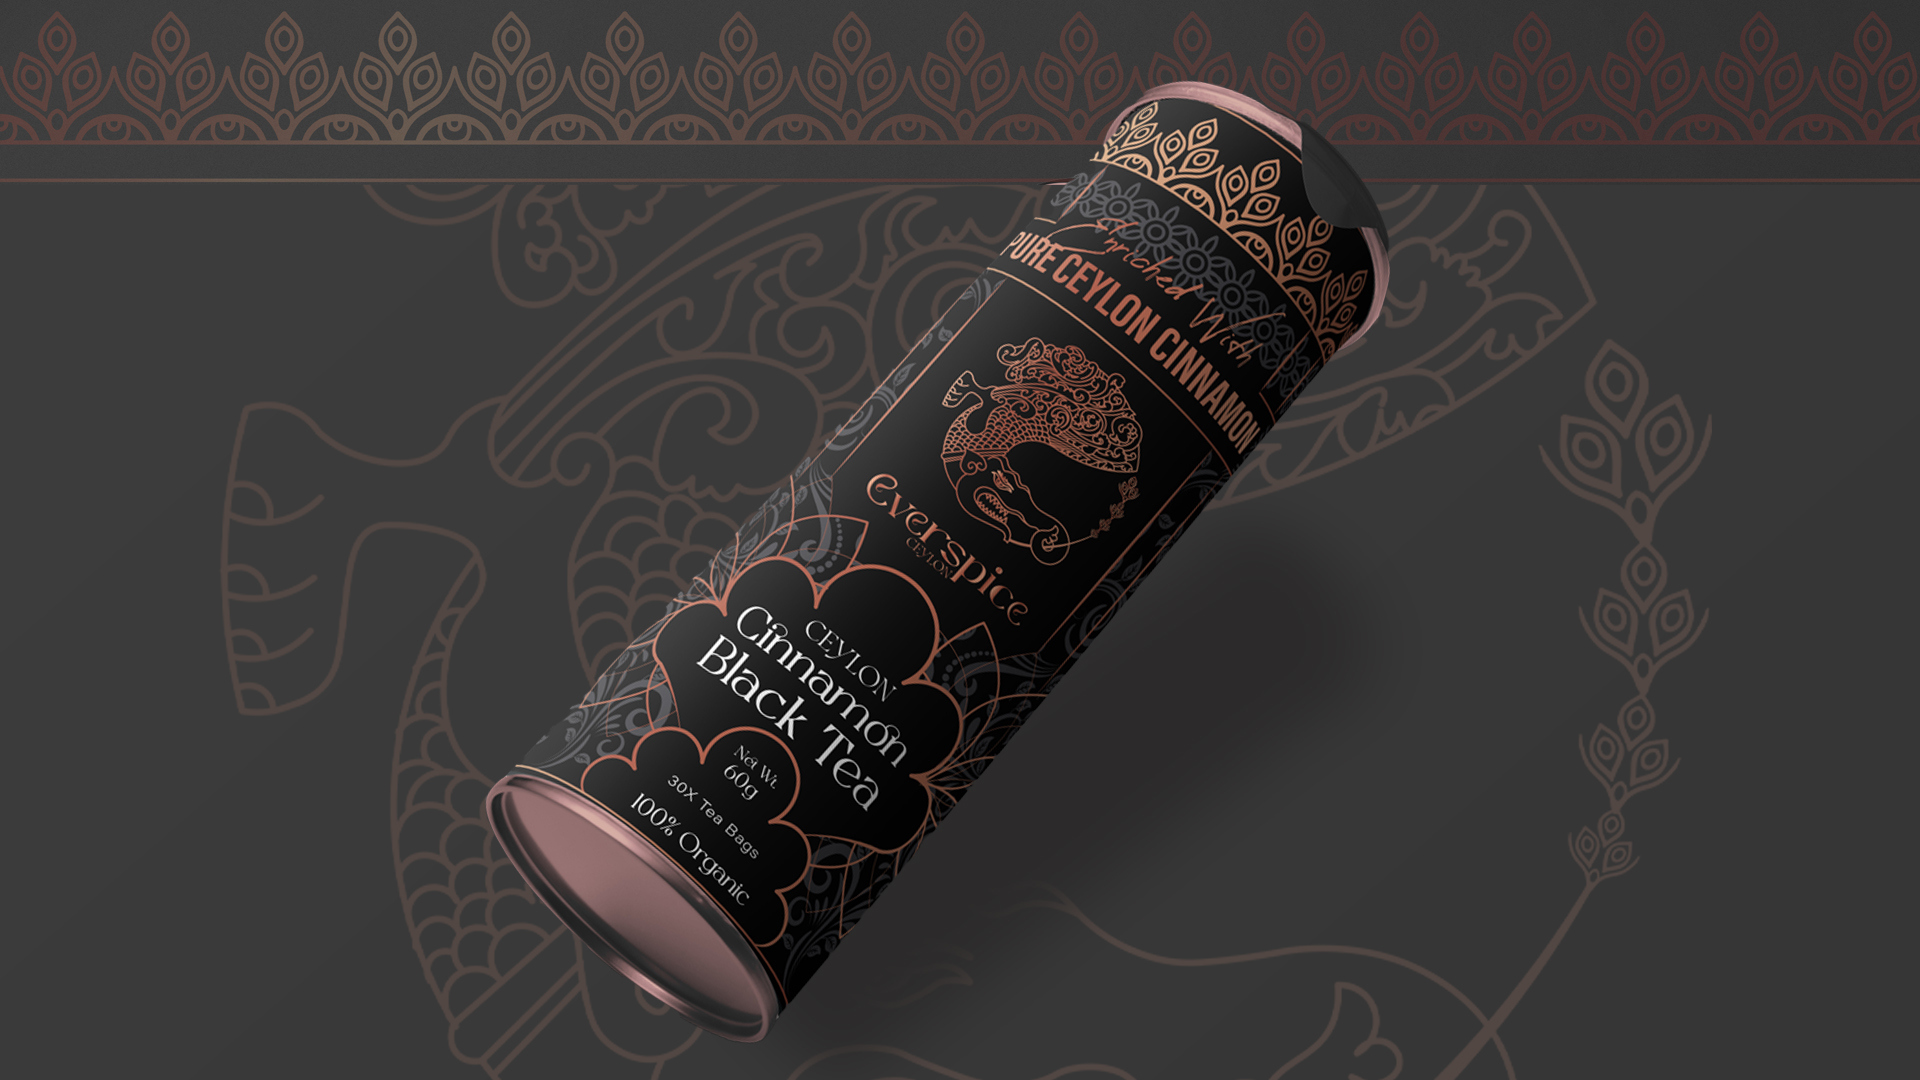 Enriched With
PURE CEYLON CINNAMON
everspice
CEYLON
CEYLON
Cinnamon
Black Tea
Net Wt.
60g
30X Tea Bags
100% Organic